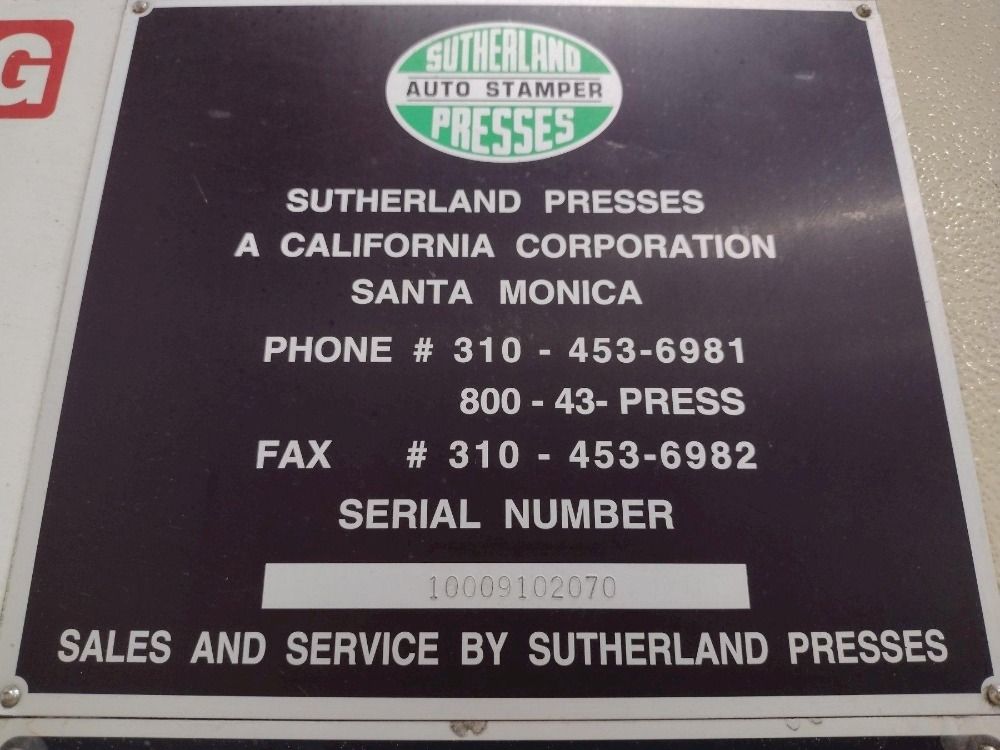 G
SUTHERLAND
AUTO STAMPER
PRESSES
SUTHERLAND PRESSES
A CALIFORNIA CORPORATION
SANTA MONICA
PHONE # 310 - 453-6981
800 - 43- PRESS
FAX # 310 - 453-6982
SERIAL NUMBER
10009102070
SALES AND SERVICE BY SUTHERLAND PRESSES